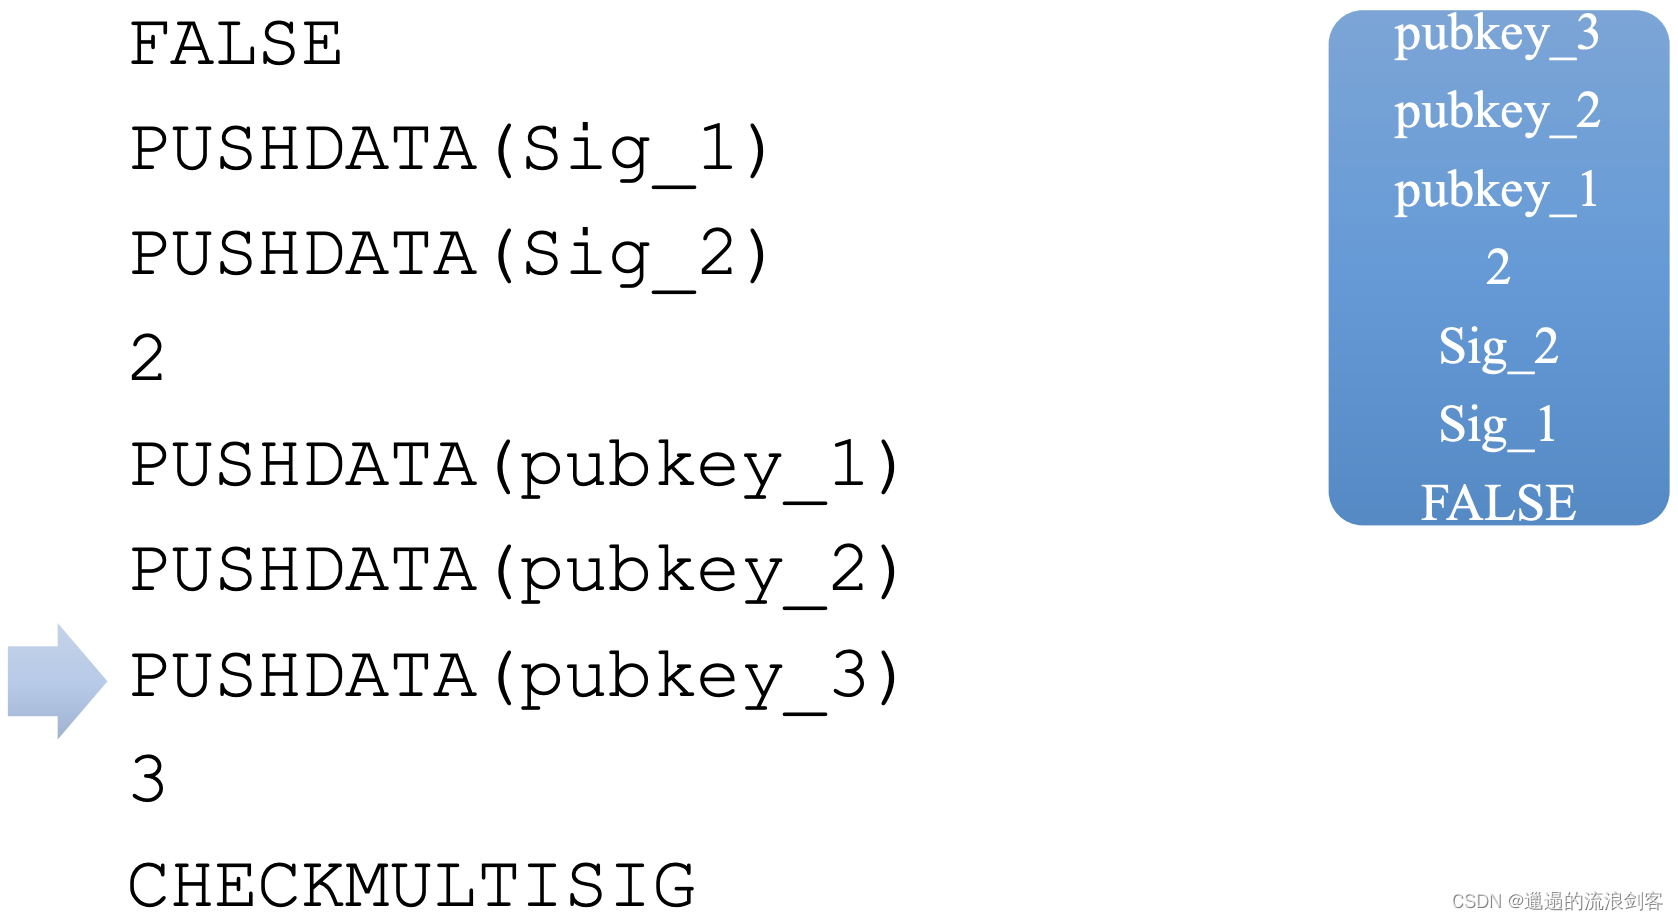 FALSE
PUSHDATA(Sig_1)
PUSHDATA(Sig_2)
2
PUSHDATA(pubkey_1)
PUSHDATA(pubkey_2)
PUSHDATA(pubkey_3)
3
CHECKMULTISIG
pubkey_3
pubkey_2
pubkey_1
2
Sig_2
Sig_1
FALSE
CSDN @邋遢的流浪剑客